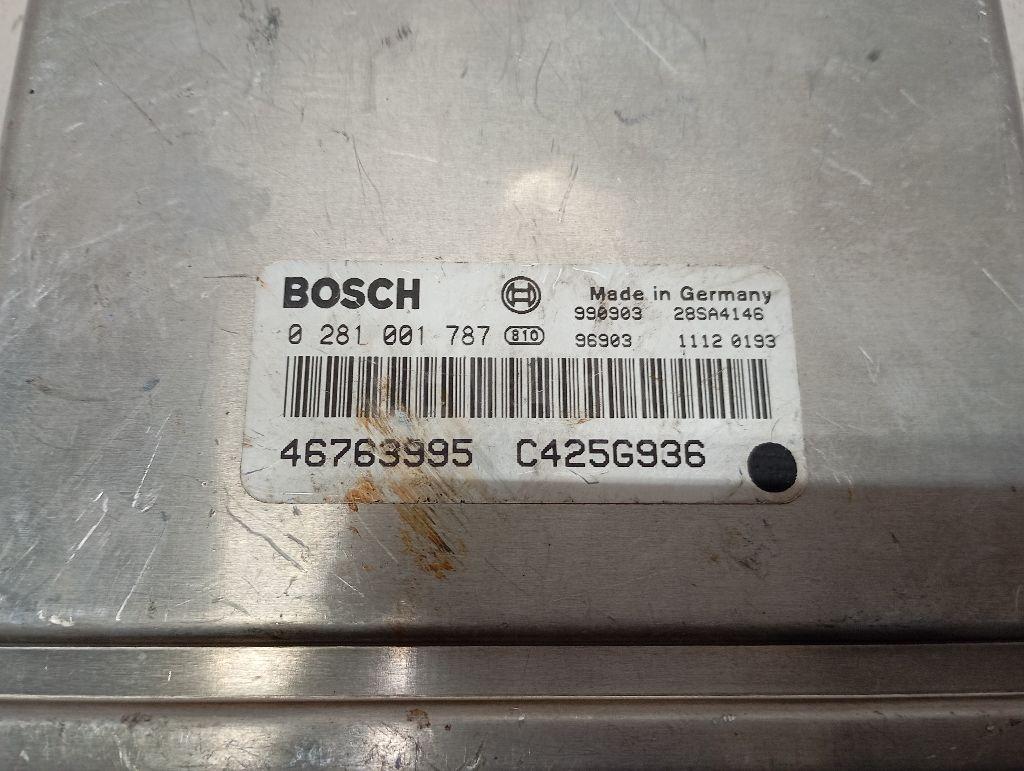 BOSCH Made in Germany
990903 28SA4146
0 281 001 787 810 96903 1112 0193
46763995 C425G936